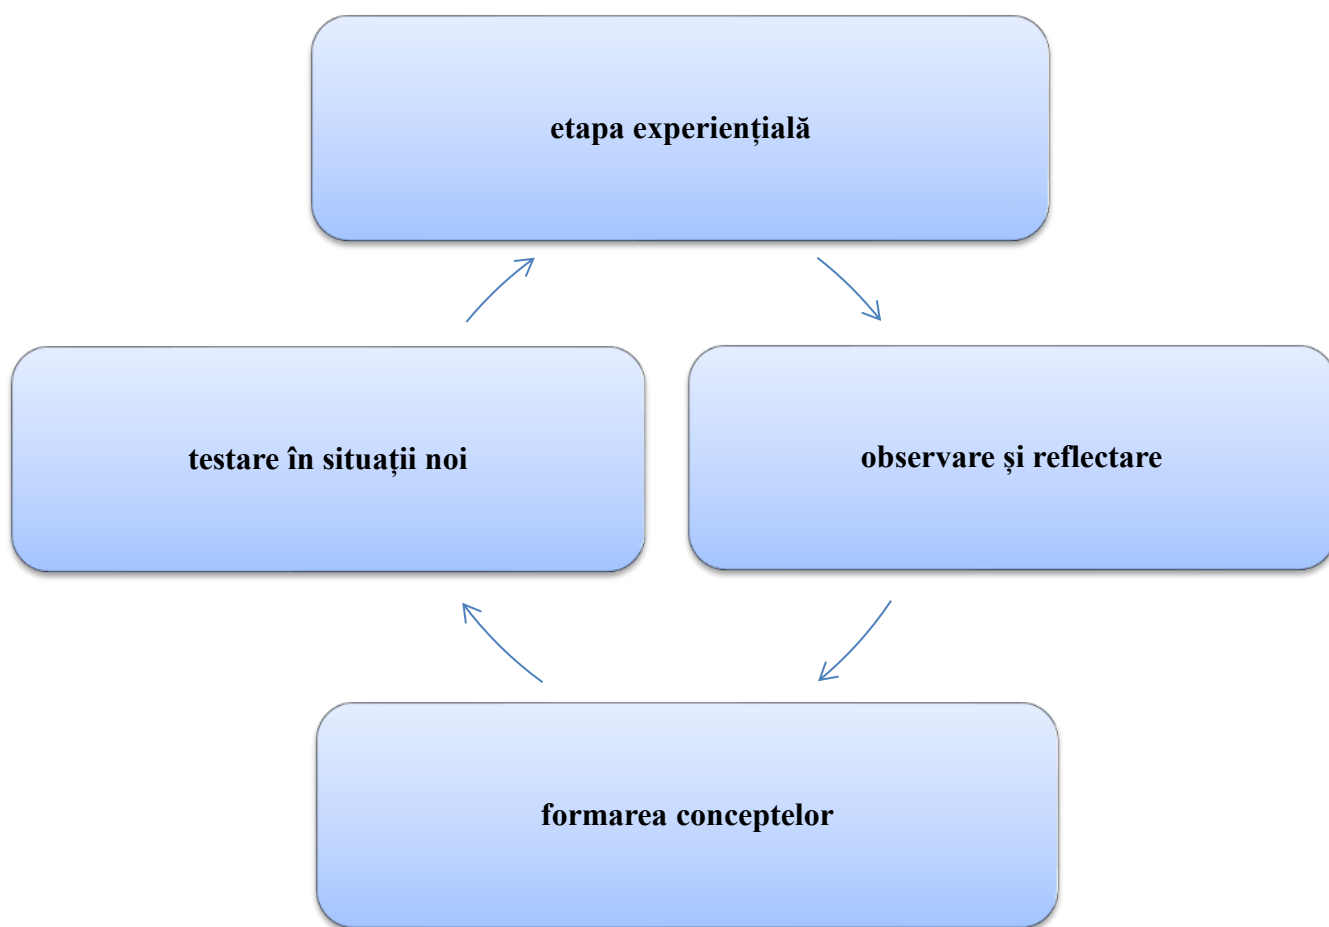 etapa experiențială
testare în situații noi
observare și reflectare
formarea conceptelor